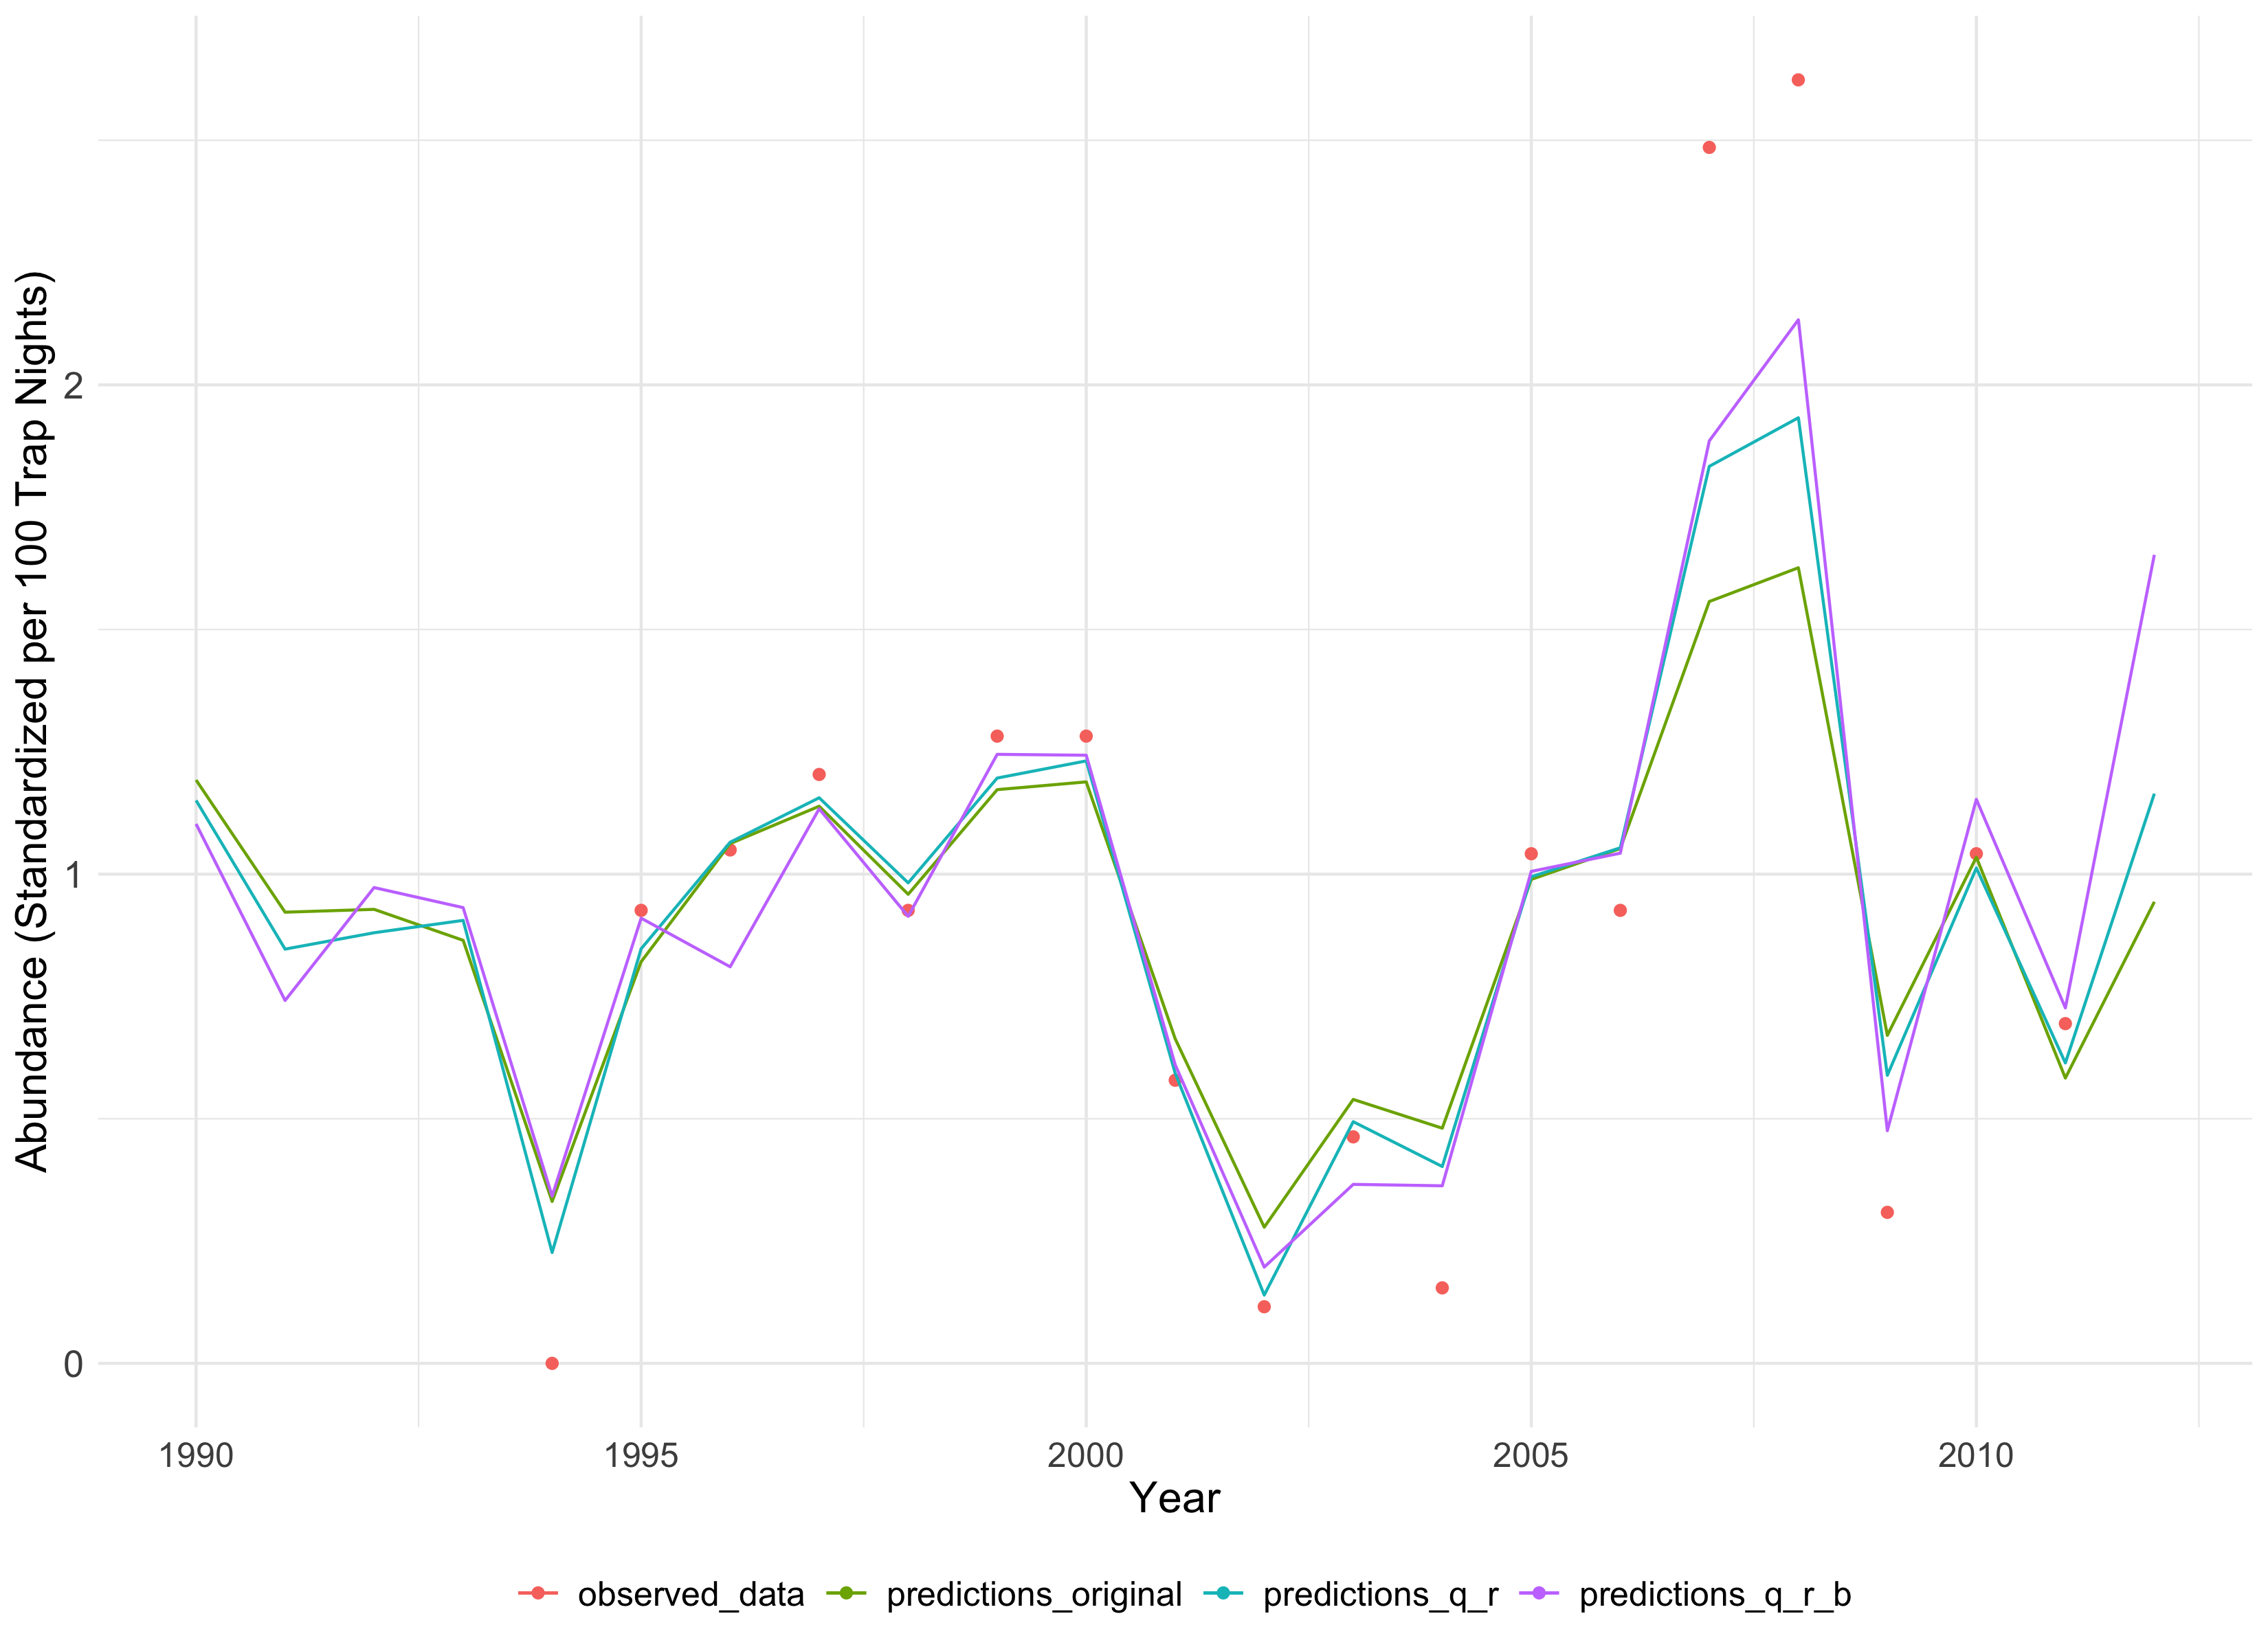 Abundance (Standardized per 100 Trap Nights)
2
1
0
1990 1995 2000 2005 2010
Year
observed_data predictions_original predictions_q_r predictions_q_r_b